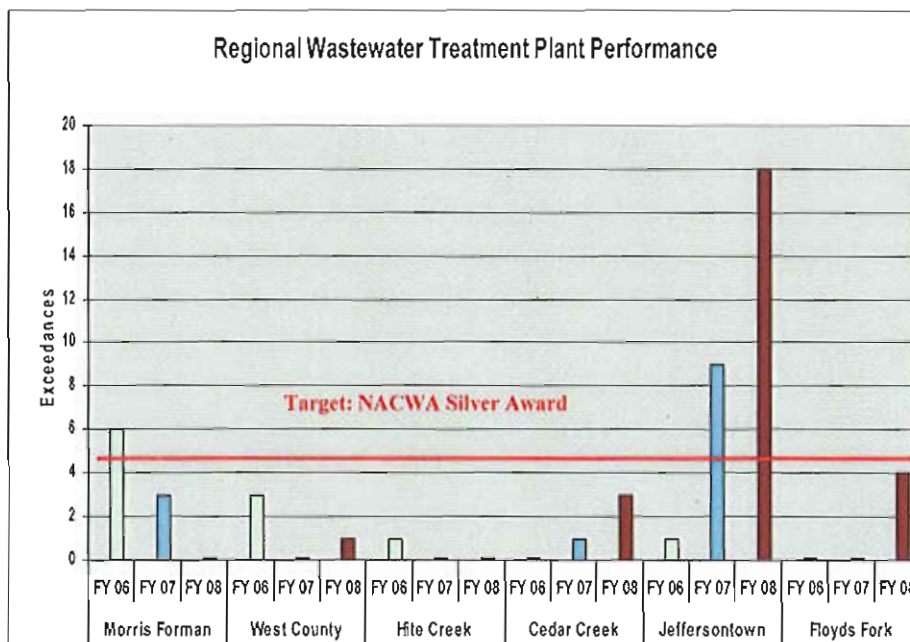 Regional Wastewater Treatment Plant Performance
20
18
16
14
12
10
8
6
4
2
0
Exceedances
Target: NACWA Silver Award
FY 06 FY 07 FY 08 FY 06 FY 07 FY 08 FY 06 FY 07 FY 08 FY 06 FY 07 FY 08 FY 06 FY 07 FY 08 FY 06 FY 07 FY 08
Morris Forman West County Hite Creek Cedar Creek Jeffersontown Floyds Fork